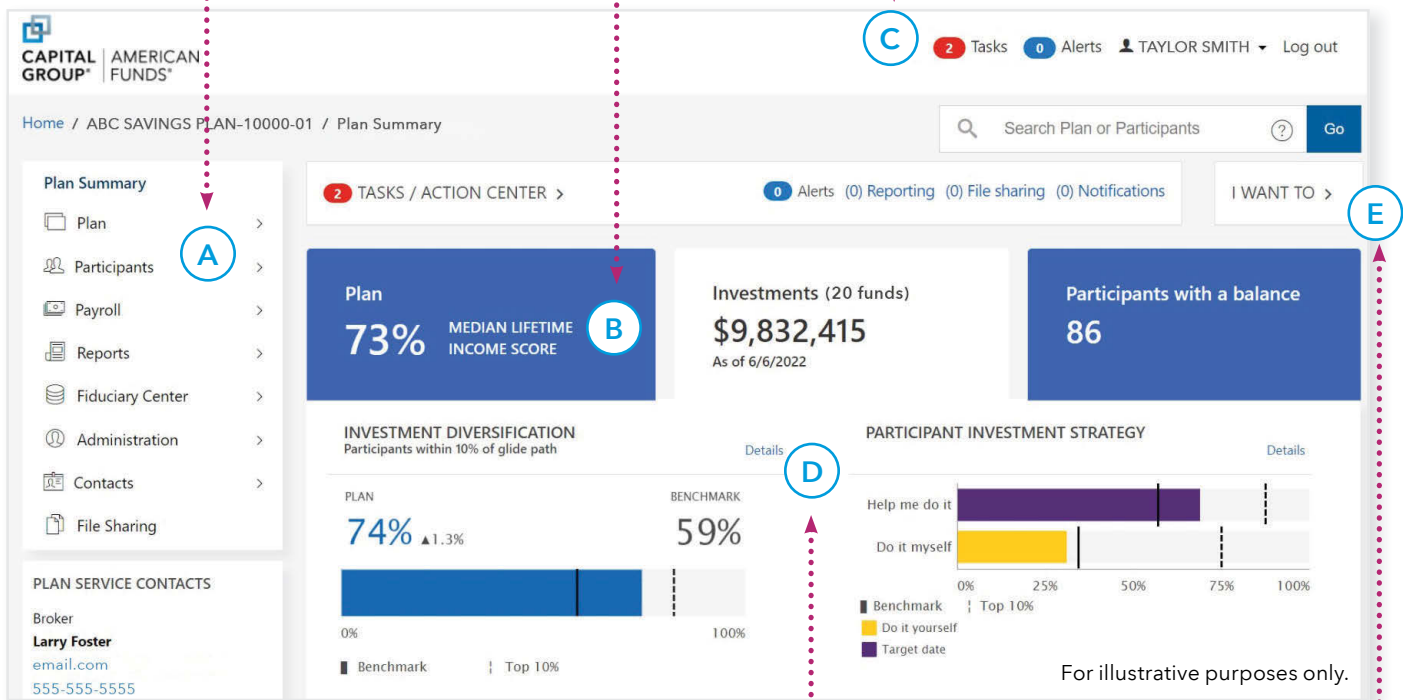 CAPITAL GROUP® | AMERICAN FUNDS®
C
2 Tasks 0 Alerts TAYLOR SMITH Log out
Home / ABC SAVINGS PLAN-10000-01 / Plan Summary
Search Plan or Participants ? Go
Plan Summary
Plan
Participants
Payroll
Reports
Fiduciary Center
Administration
Contacts
File Sharing
A
PLAN SERVICE CONTACTS
Broker
Larry Foster
email.com
555-555-5555
2 TASKS / ACTION CENTER >
0 Alerts (0) Reporting (0) File sharing (0) Notifications
I WANT TO >
E
Plan
73% MEDIAN LIFETIME INCOME SCORE
B
Investments (20 funds)
$9,832,415
As of 6/6/2022
Participants with a balance
86
INVESTMENT DIVERSIFICATION
Participants within 10% of glide path
Details
D
PLAN
74% ▲1.3%
BENCHMARK
59%
0% 100%
Benchmark ¦ Top 10%
PARTICIPANT INVESTMENT STRATEGY
Details
Help me do it
Do it myself
0% 25% 50% 75% 100%
Benchmark ¦ Top 10%
Do it yourself
Target date
For illustrative purposes only.